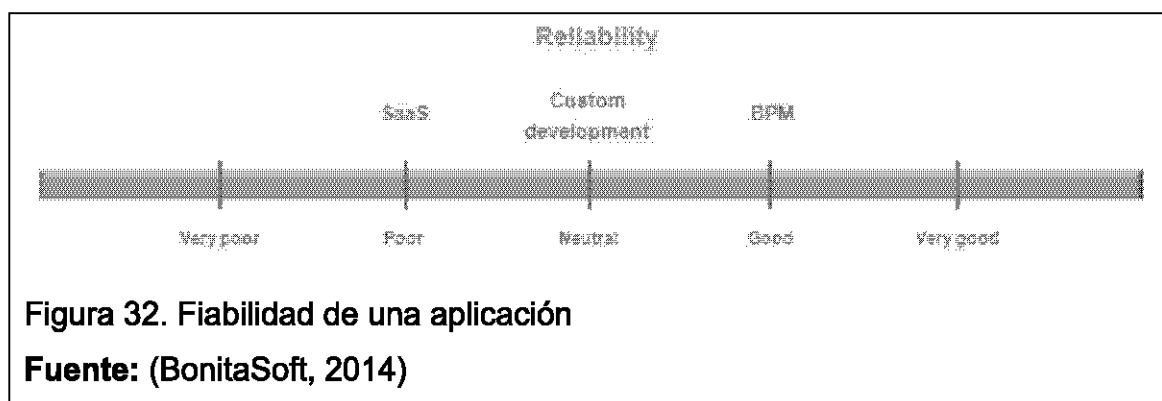 Reliability
SaaS
Custom
development
BPM
Very poor
Poor
Neutral
Good
Very good
Figura 32. Fiabilidad de una aplicación
Fuente: (BonitaSoft, 2014)